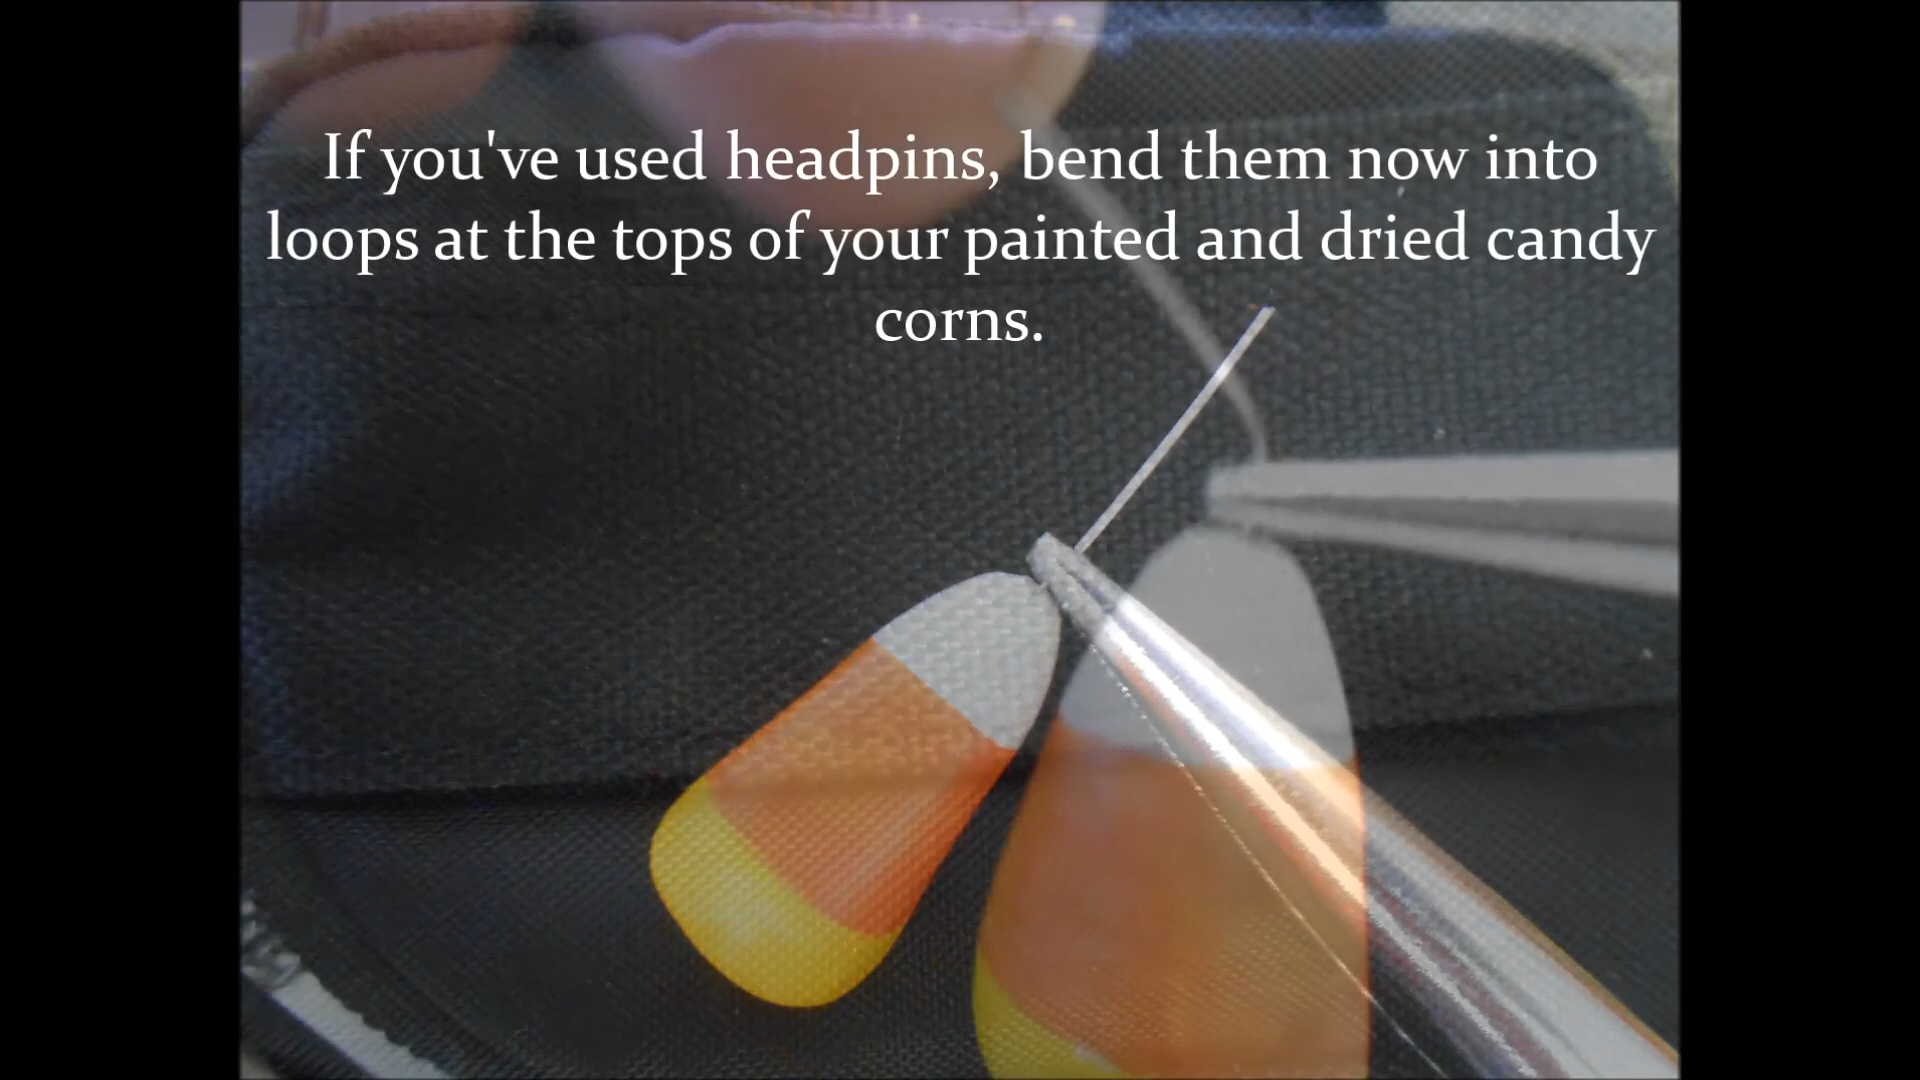 If you've used headpins, bend them now into
loops at the tops of your painted and dried candy
corns.